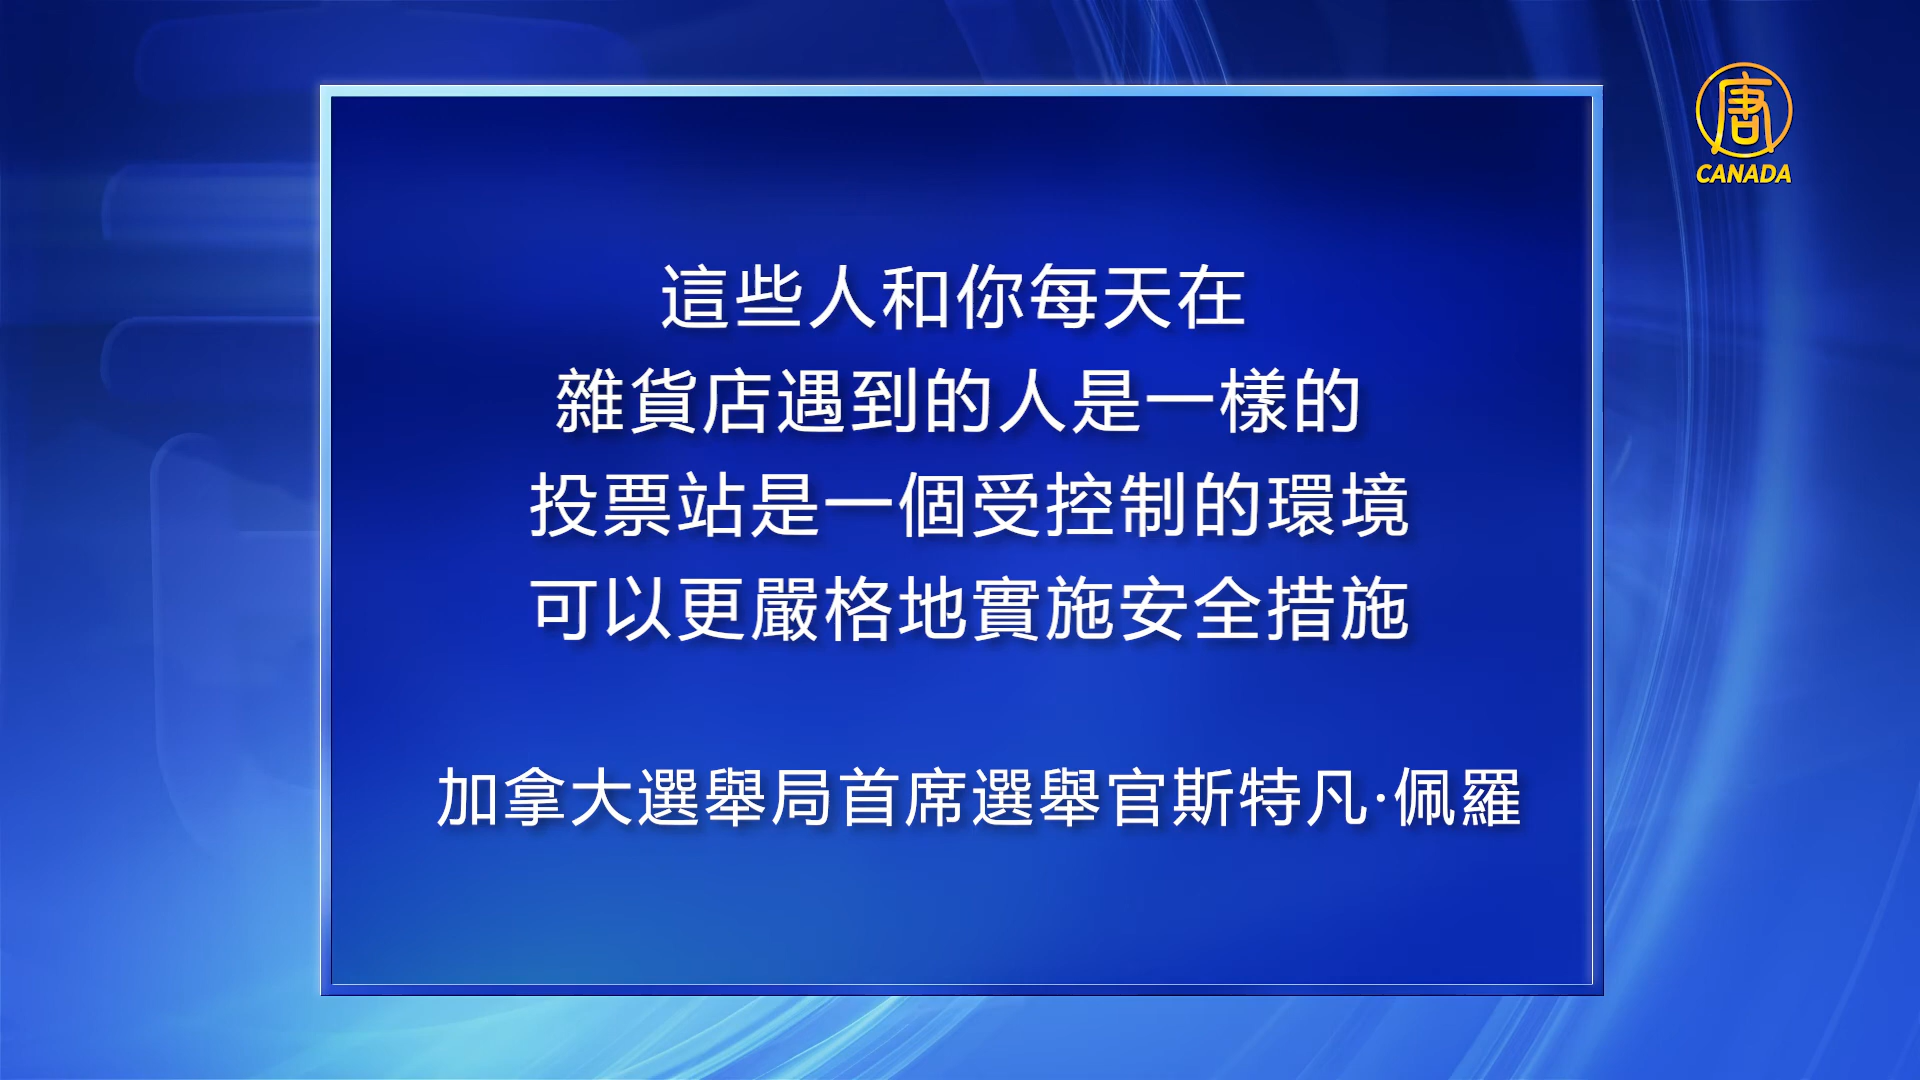 唐
CANADA
這些人和你每天在
雜貨店遇到的人是一樣的
投票站是一個受控制的環境
可以更嚴格地實施安全措施
加拿大選舉局首席選舉官斯特凡·佩羅